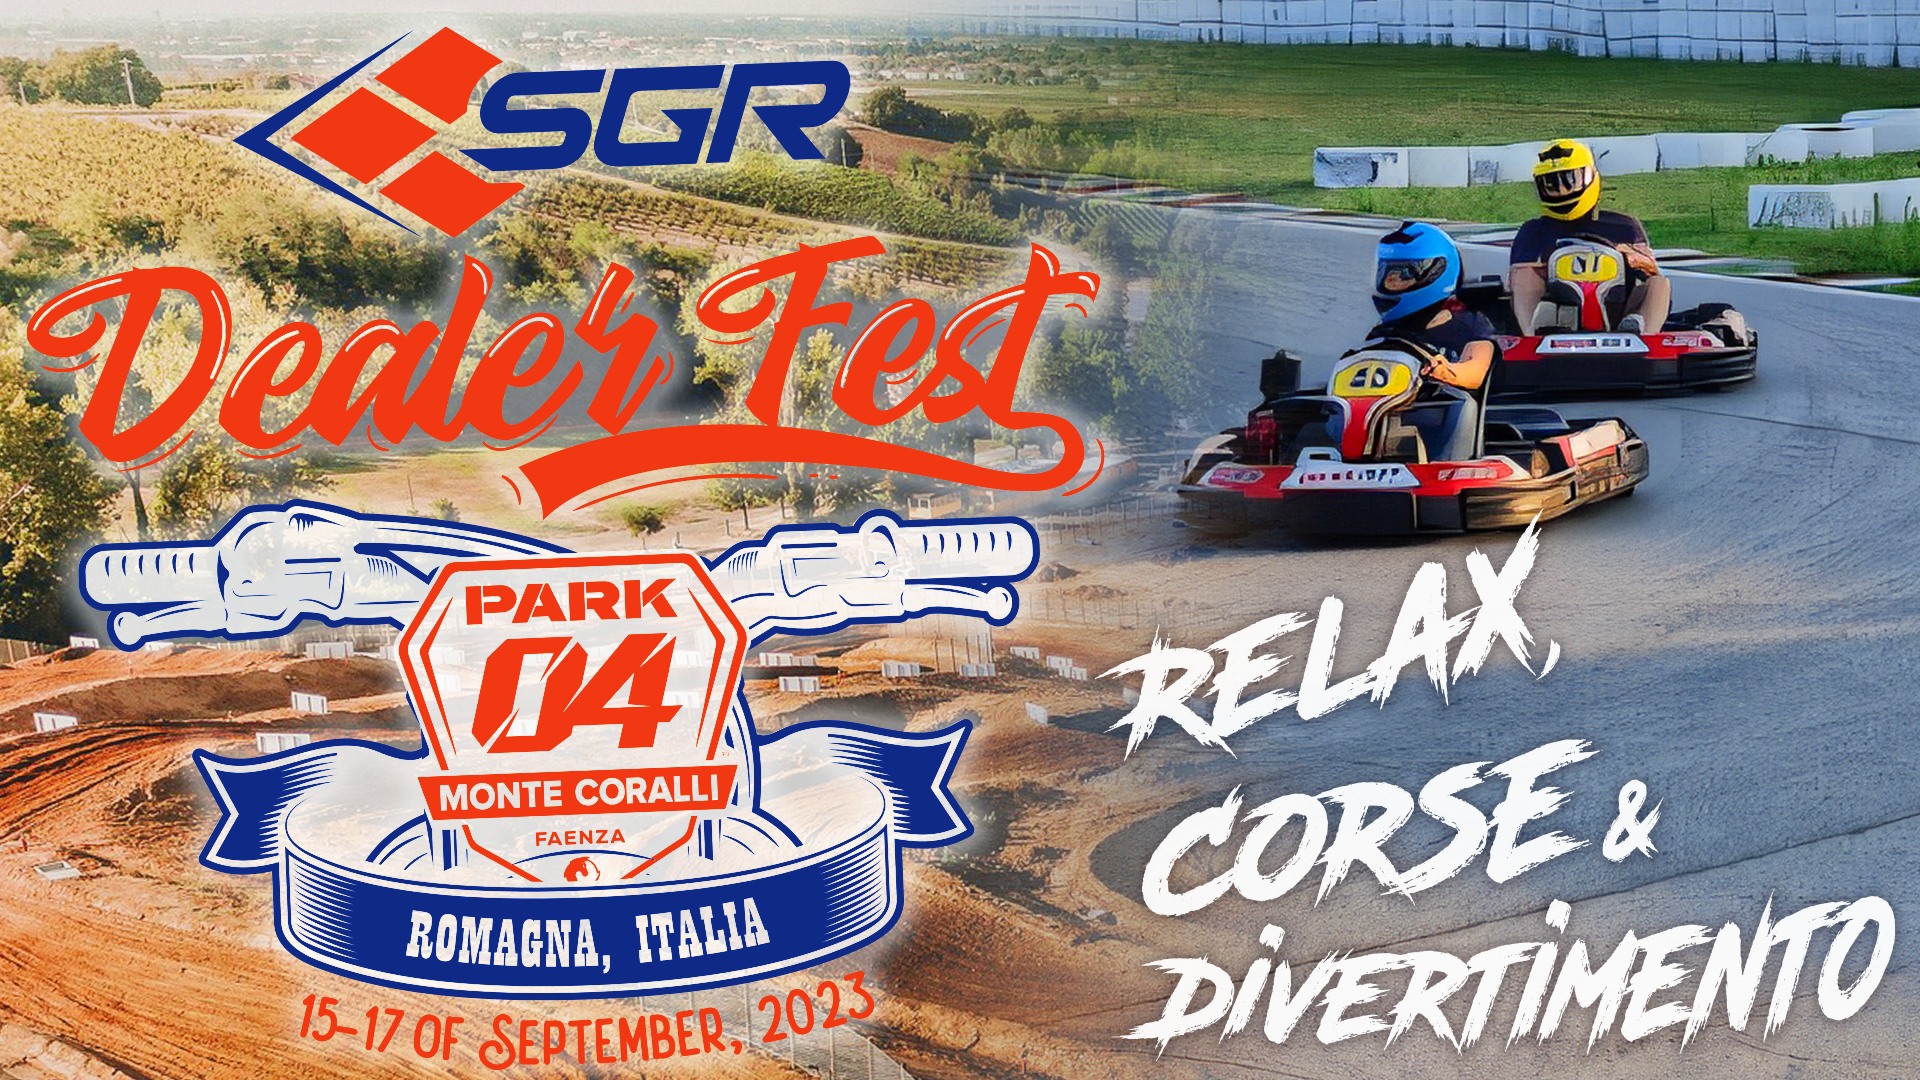 SGR
Dealer Fest
PARK
04
MONTE CORALLI
FAENZA
ROMAGNA, ITALIA
15-17 OF SEPTEMBER, 2023
RELAX,
CORSE &
DIVERTIMENTO